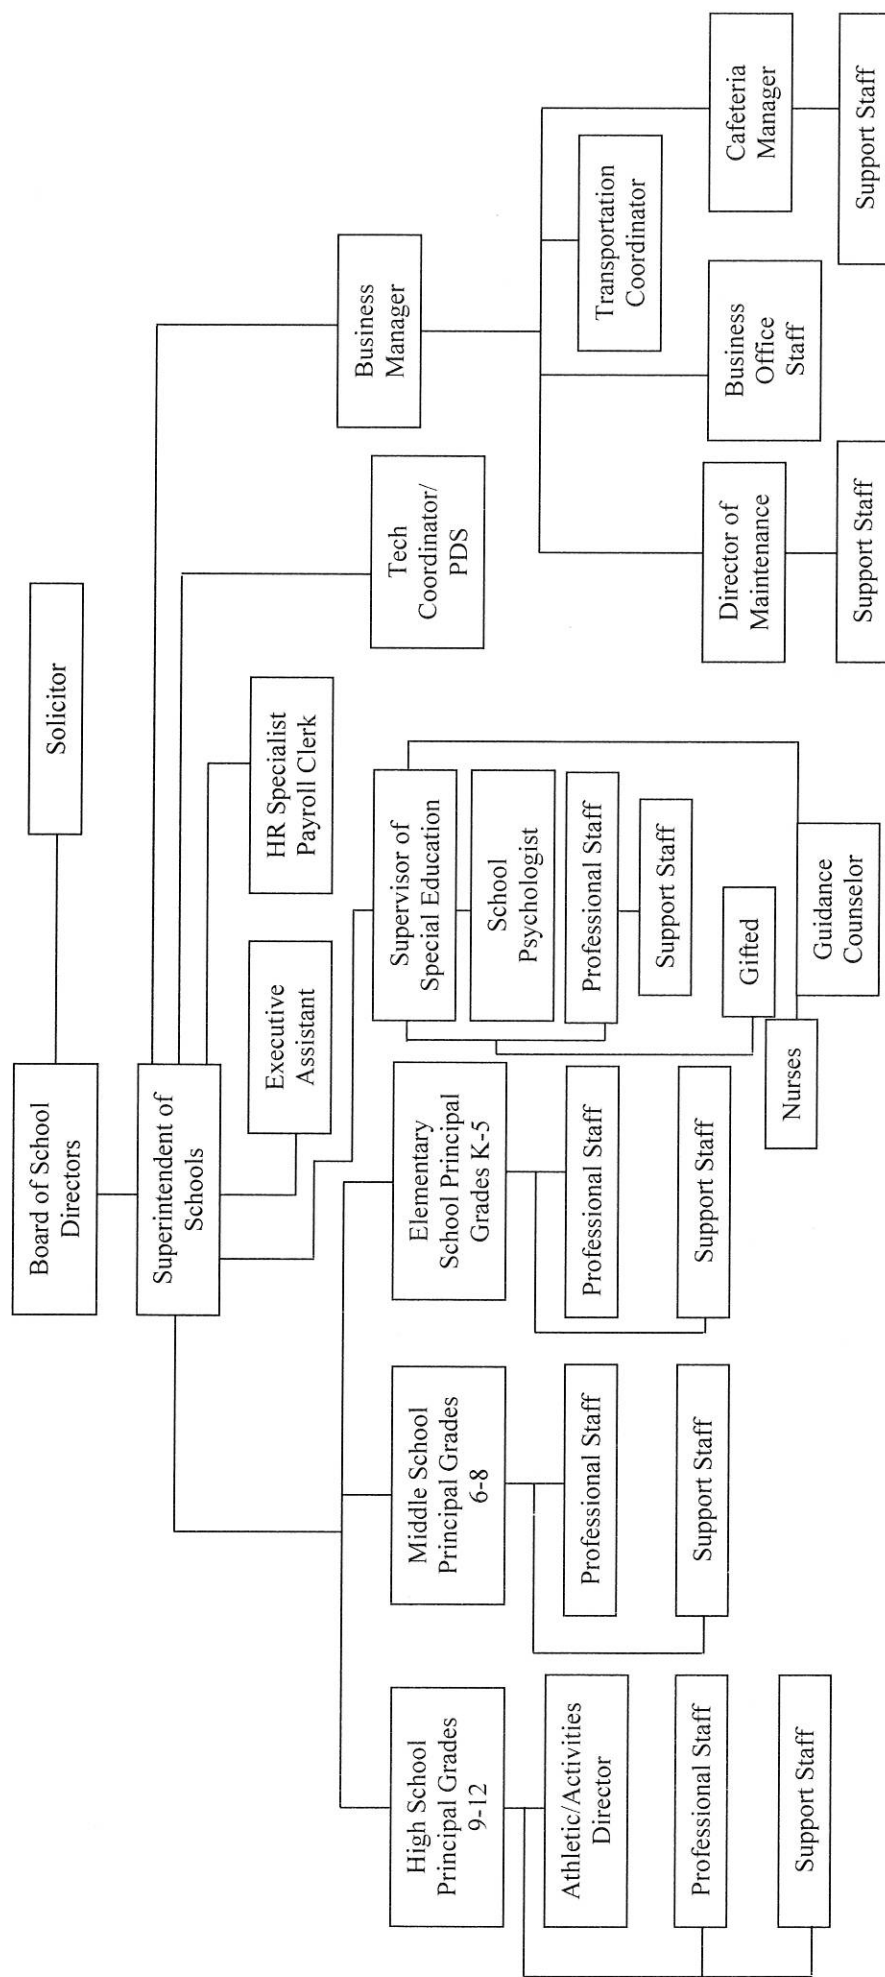 Board of School
Directors
Solicitor
Superintendent of
Schools
Executive
Assistant
HR Specialist
Payroll Clerk
Business
Manager
Tech
Coordinator/
PDS
High School
Principal Grades
9-12
Middle School
Principal Grades
6-8
Elementary
School Principal
Grades K-5
Supervisor of
Special Education
School
Psychologist
Athletic/Activities
Director
Professional Staff
Professional Staff
Professional Staff
Professional Staff
Transportation
Coordinator
Support Staff
Professional Staff
Support Staff
Support Staff
Gifted
Director of
Maintenance
Business
Office
Staff
Cafeteria
Manager
Support Staff
Nurses
Guidance
Counselor
Support Staff
Support Staff